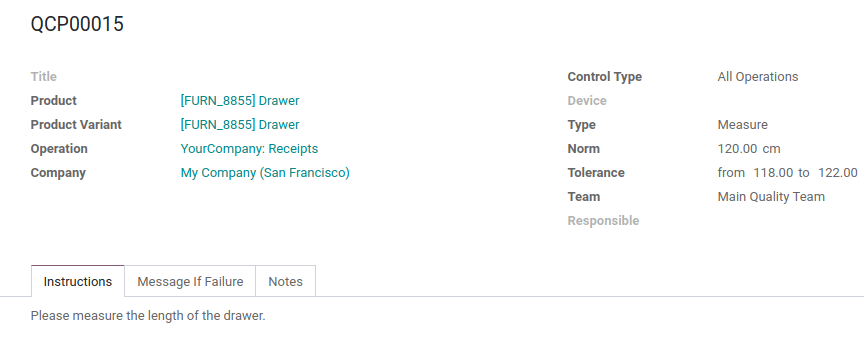 QCP00015
Title
Product [FURN_8855] Drawer
Product Variant [FURN_8855] Drawer
Operation YourCompany: Receipts
Company My Company (San Francisco)
Control Type All Operations
Device
Type Measure
Norm 120.00 cm
Tolerance from 118.00 to 122.00
Team Main Quality Team
Responsible
Instructions Message If Failure Notes
Please measure the length of the drawer.